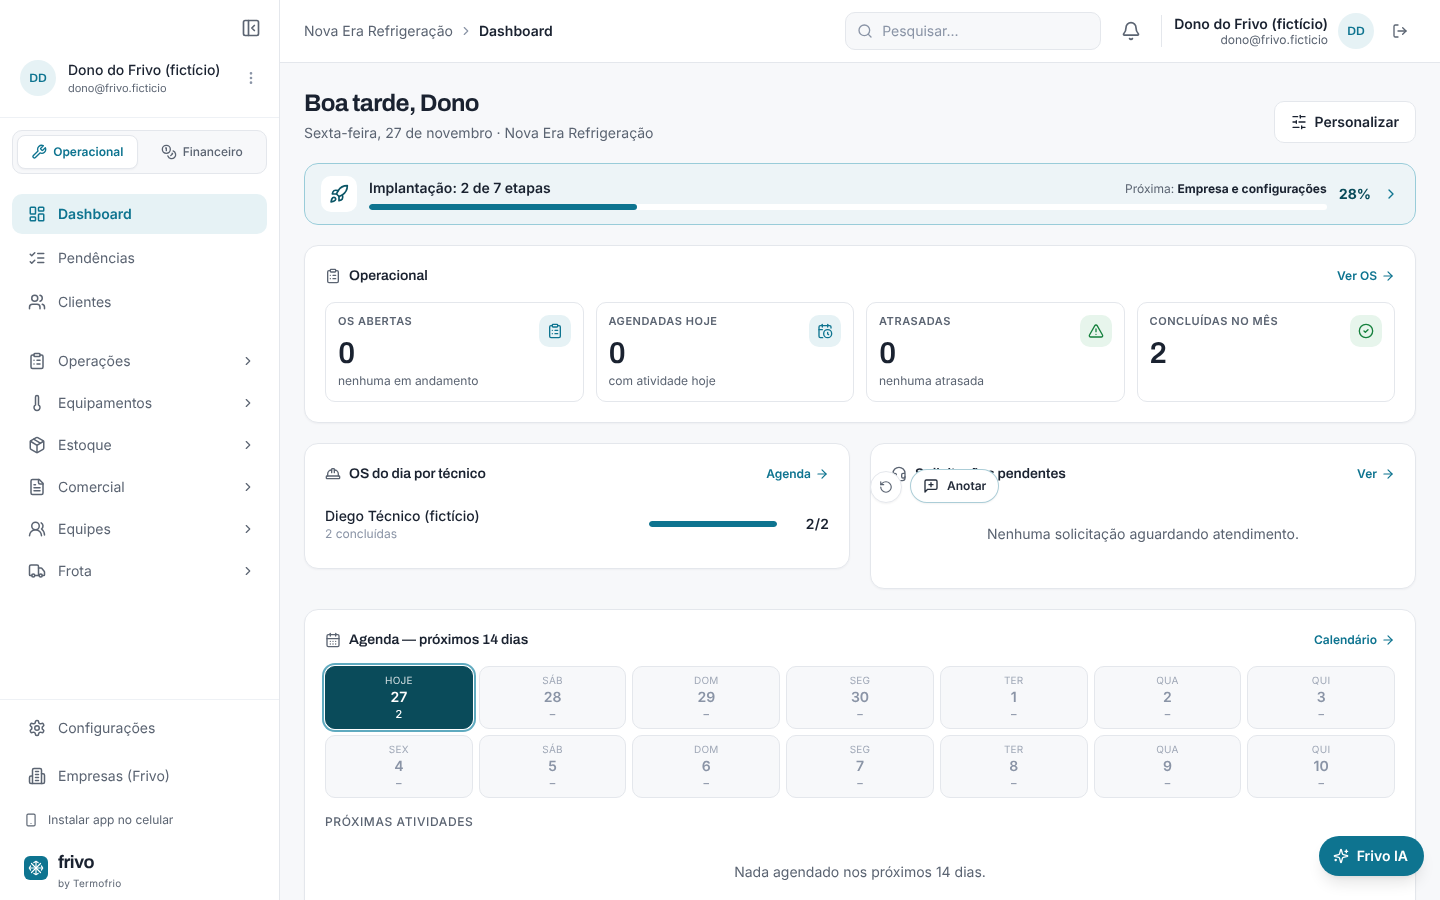 DD
Dono do Frivo (fictício)
dono@frivo.ficticio
Operacional
Financeiro
Dashboard
Pendências
Clientes
Operações
Equipamentos
Estoque
Comercial
Equipes
Frota
Configurações
Empresas (Frivo)
Instalar app no celular
frivo
by Termofrio
Nova Era Refrigeração > Dashboard
Pesquisar...
Dono do Frivo (fictício)
dono@frivo.ficticio
DD
Boa tarde, Dono
Sexta-feira, 27 de novembro · Nova Era Refrigeração
Personalizar
Implantação: 2 de 7 etapas
Próxima: Empresa e configurações
28%
Operacional
Ver OS
OS ABERTAS
0
nenhuma em andamento
AGENDADAS HOJE
0
com atividade hoje
ATRASADAS
0
nenhuma atrasada
CONCLUÍDAS NO MÊS
2
OS do dia por técnico
Agenda
Diego Técnico (fictício)
2 concluídas
2/2
pendentes
Ver
Anotar
Nenhuma solicitação aguardando atendimento.
Agenda — próximos 14 dias
Calendário
HOJE
27
2
SÁB
28
–
DOM
29
–
SEG
30
–
TER
1
–
QUA
2
–
QUI
3
–
SEX
4
–
SÁB
5
–
DOM
6
–
SEG
7
–
TER
8
–
QUA
9
–
QUI
10
–
PRÓXIMAS ATIVIDADES
Nada agendado nos próximos 14 dias.
Frivo IA